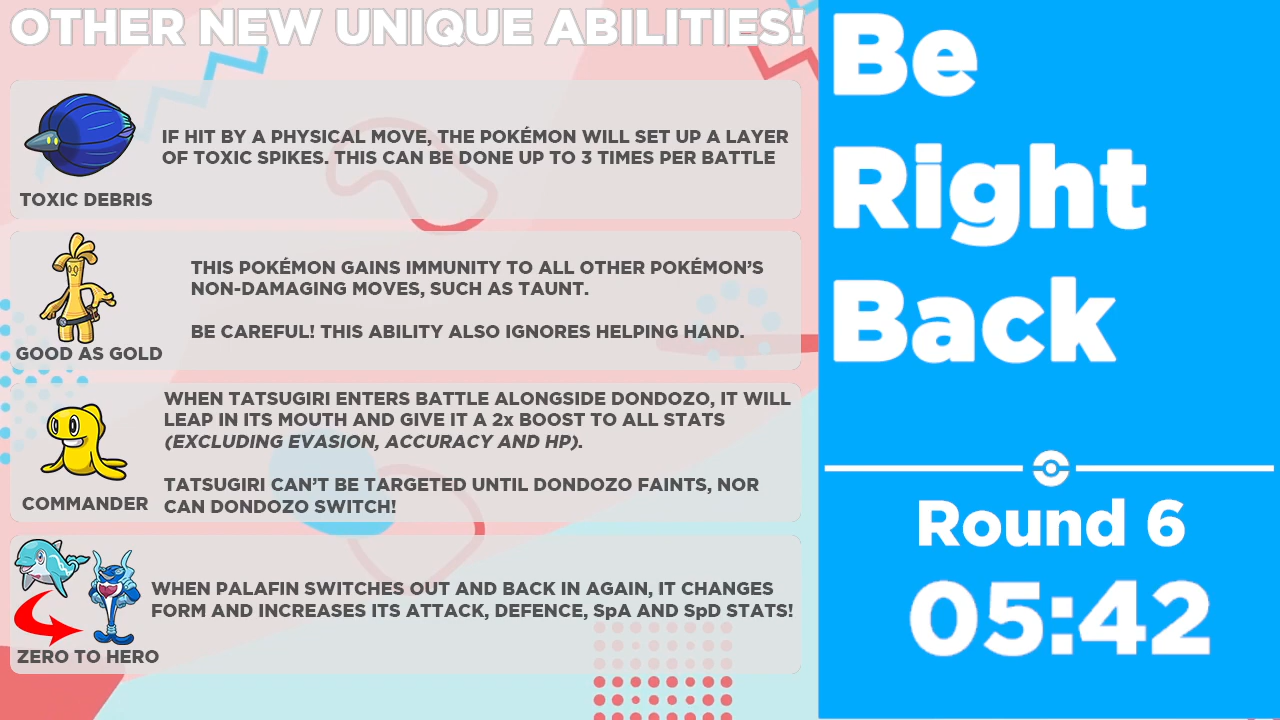 OTHER NEW UNIQUE ABILITIES!
IF HIT BY A PHYSICAL MOVE, THE POKÉMON WILL SET UP A LAYER
OF TOXIC SPIKES. THIS CAN BE DONE UP TO 3 TIMES PER BATTLE
TOXIC DEBRIS
THIS POKÉMON GAINS IMMUNITY TO ALL OTHER POKÉMON'S
NON-DAMAGING MOVES, SUCH AS TAUNT.
BE CAREFUL! THIS ABILITY ALSO IGNORES HELPING HAND.
GOOD AS GOLD
WHEN TATSUGIRI ENTERS BATTLE ALONGSIDE DONDOZO, IT WILL
LEAP IN ITS MOUTH AND GIVE IT A 2x BOOST TO ALL STATS
(EXCLUDING EVASION, ACCURACY AND HP).
TATSUGIRI CAN'T BE TARGETED UNTIL DONDOZO FAINTS, NOR
CAN DONDOZO SWITCH!
COMMANDER
WHEN PALAFIN SWITCHES OUT AND BACK IN AGAIN, IT CHANGES
FORM AND INCREASES ITS ATTACK, DEFENCE, SpA AND SpD STATS!
ZERO TO HERO
Be
Right
Back
Round 6
05:42